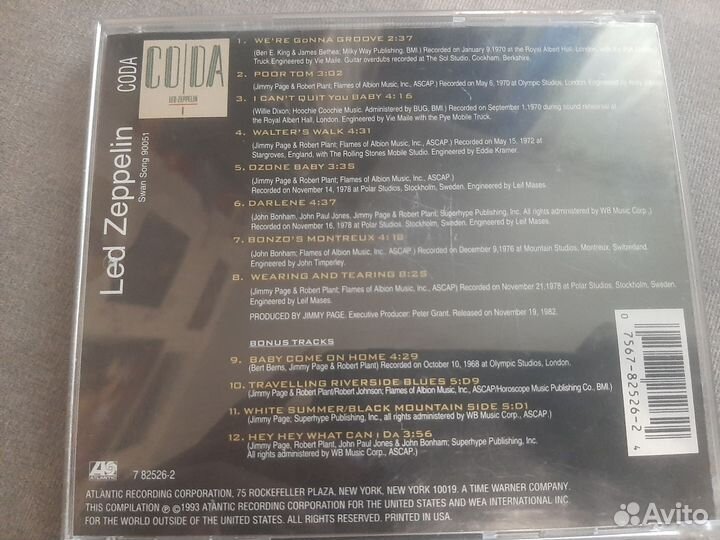 CO|DA
LED ZEPPELIN
Led Zeppelin CODA
Swan Song 90051
1. WE'RE GONNA GROOVE 2:37
(Ben E. King & James Bethea; Milky Way Publishing, BMI.) Recorded on January 9,1970 at the Royal Albert Hall, London, with the Pye
Truck Engineered by Vie Maile. Guitar overdubs recorded at The Sol Studio, Cookham, Berkshire.
2. POOR TOM 3:02
(Jimmy Page & Robert Plant; Flames of Albion Music, Inc., ASCAP.) Recorded on May 6, 1970 at Olympic Studios, London. Engineered by
3. I CAN'T QUIT YOU BABY 4:16
(Willie Dixon; Hoochie Coochie Music. Administered by BUG, BMI.) Recorded on September 1,1970 during sound rehearsal at
the Royal Albert Hall, London. Engineered by Vie Maile with the Pye Mobile Truck.
4. WALTER'S WALK 4:31
(Jimmy Page & Robert Plant; Flames of Albion Music, Inc., ASCAP.) Recorded on May 15, 1972 at
Stargroves, England, with The Rolling Stones Mobile Studio. Engineered by Eddie Kramer.
5. OZONE BABY 3:35
(Jimmy Page & Robert Plant; Flames of Albion Music, Inc., ASCAP.)
Recorded on November 14, 1978 at Polar Studios, Stockholm, Sweden. Engineered by Leif Mases.
6. DARLENE 4:37
(John Bonham, John Paul Jones, Jimmy Page & Robert Plant; Superhype Publishing, Inc. All rights administered by WB Music Corp.,
ASCAP.) Recorded on November 16, 1978 at Polar Studios. Stockholm, Sweden. Engineered by Leif Mases.
7. BONZO'S MONTREUX 4:18
(John Bonham; Flames of Albion Music, Inc., ASCAP.) Recorded on December 9,1976 at Mountain Studios, Montreux, Switzerland.
Engineered by John Timperley.
8. WEARING AND TEARING 8:25
(Jimmy Page & Robert Plant; Flames of Albion Music, Inc., ASCAP) Recorded on November 21,1978 at Polar Studios, Stockholm, Sweden.
Engineered by Leif Mases.
PRODUCED BY JIMMY PAGE. Executive Producer: Peter Grant. Released on November 19, 1982.
BONUS TRACKS
9. BABY COME ON HOME 4:29
(Bert Berns, Jimmy Page & Robert Plant) Recorded on October 10, 1968 at Olympic Studios, London.
10. TRAVELLING RIVERSIDE BLUES 5:09
(Jimmy Page & Robert Plant/Robert Johnson; Flames of Albion Music, Inc., ASCAP/Horoscope Music Publishing Co., BMI.)
11. WHITE SUMMER/BLACK MOUNTAIN SIDE 5:01
(Jimmy Page; Superhype Publishing, Inc., all rights administered by WB Music Corp., ASCAP.)
12. HEY HEY WHAT CAN I DA 3:56
(Jimmy Page, Robert Plant, John Paul Jones & John Bonham; Superhype Publishing, Inc.
All rights administered by WB Music Corp., ASCAP.)
0 7567-82526-2 4
ATLANTIC
7 82526-2
ATLANTIC RECORDING CORPORATION, 75 ROCKEFELLER PLAZA, NEW YORK, NEW YORK 10019. A TIME WARNER COMPANY.
THIS COMPILATION ℗ ©1993 ATLANTIC RECORDING CORPORATION FOR THE UNITED STATES AND WEA INTERNATIONAL INC.
FOR THE WORLD OUTSIDE OF THE UNITED STATES. ALL RIGHTS RESERVED. PRINTED IN USA.
Avito